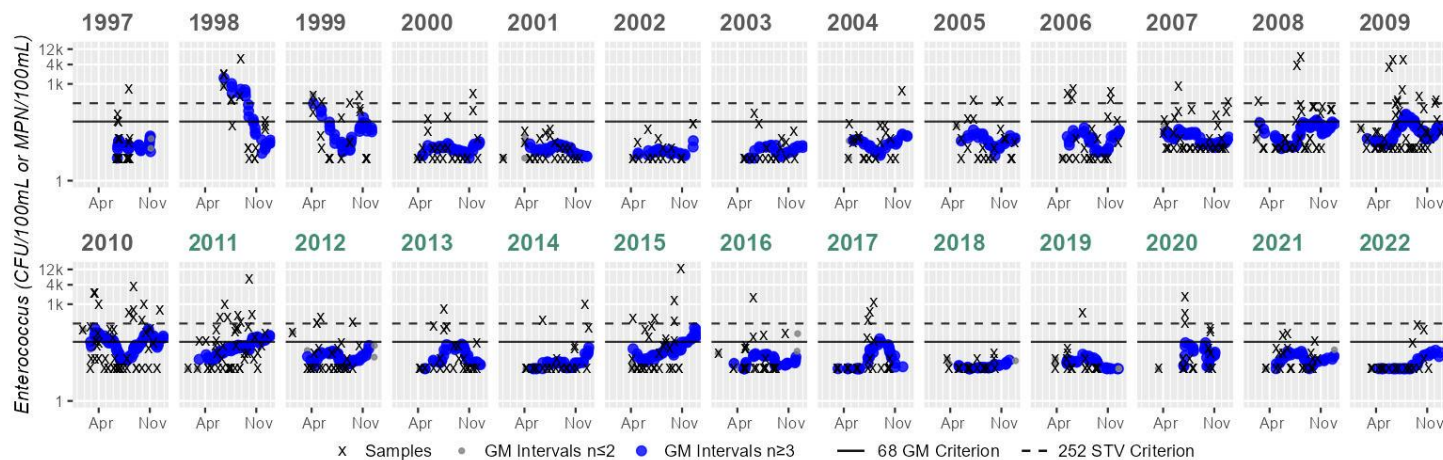 1997 1998 1999 2000 2001 2002 2003 2004 2005 2006 2007 2008 2009
12k
4k
1k
1
Apr Nov Apr Nov Apr Nov Apr Nov Apr Nov Apr Nov Apr Nov Apr Nov Apr Nov Apr Nov Apr Nov Apr Nov Apr Nov
Enterococcus (CFU/100mL or MPN/100mL)
2010 2011 2012 2013 2014 2015 2016 2017 2018 2019 2020 2021 2022
12k
4k
1k
1
Apr Nov Apr Nov Apr Nov Apr Nov Apr Nov Apr Nov Apr Nov Apr Nov Apr Nov Apr Nov Apr Nov Apr Nov Apr Nov
x Samples GM Intervals n≤2 GM Intervals n≥3 68 GM Criterion 252 STV Criterion